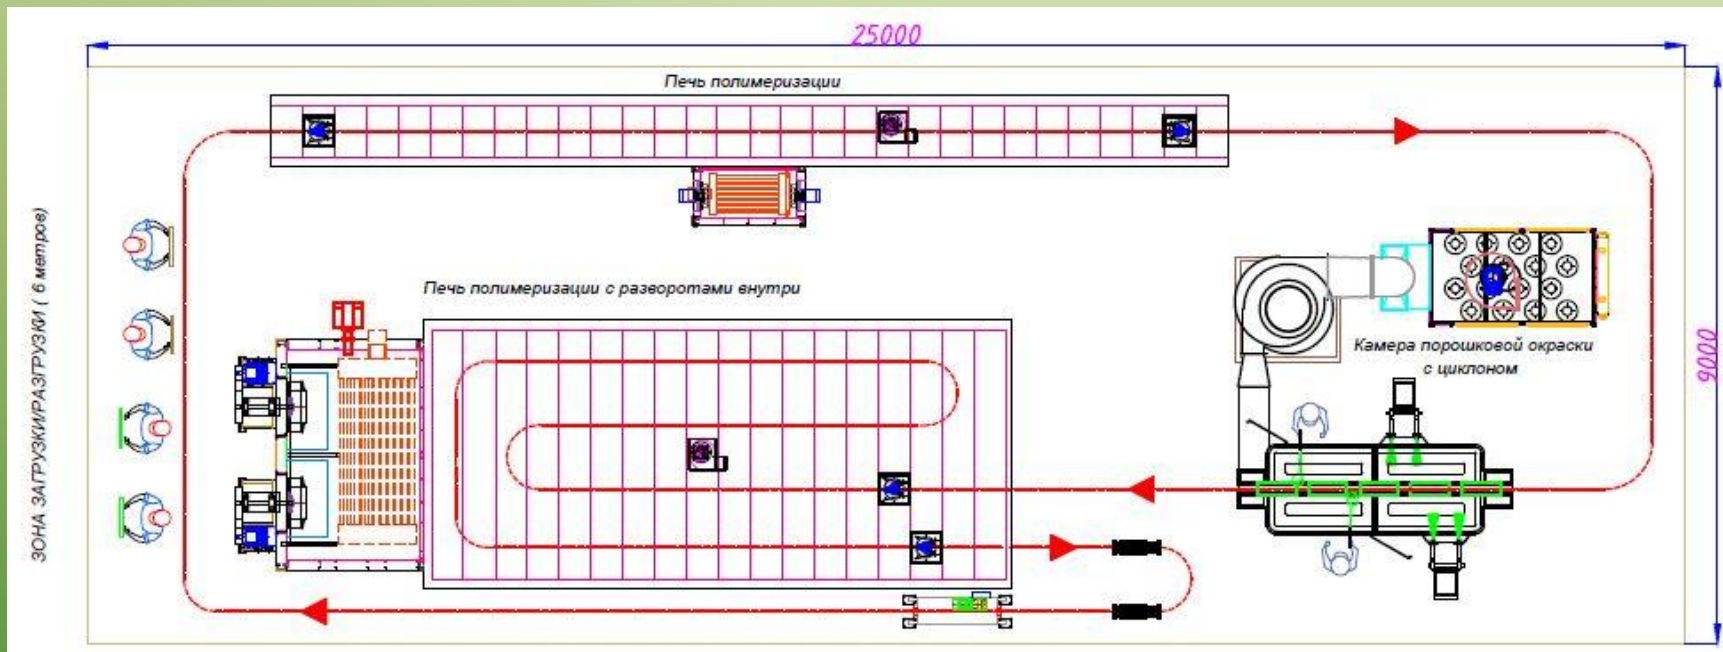 25000
Печь полимеризации
ЗОНА ЗАГРУЗКИ/РАЗГРУЗКИ ( 6 метров)
Печь полимеризации с разворотами внутри
Камера порошковой окраски
с циклоном
9000